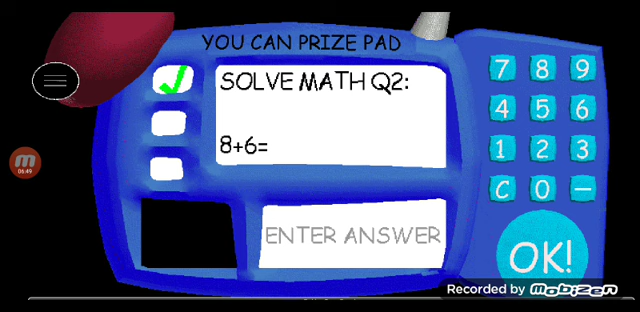 YOU CAN PRIZE PAD
SOLVE MATH Q2:
8+6=
ENTER ANSWER
7 8 9
4 5 6
1 2 3
C 0 −
OK!
06:49
Recorded by MOBIZEN